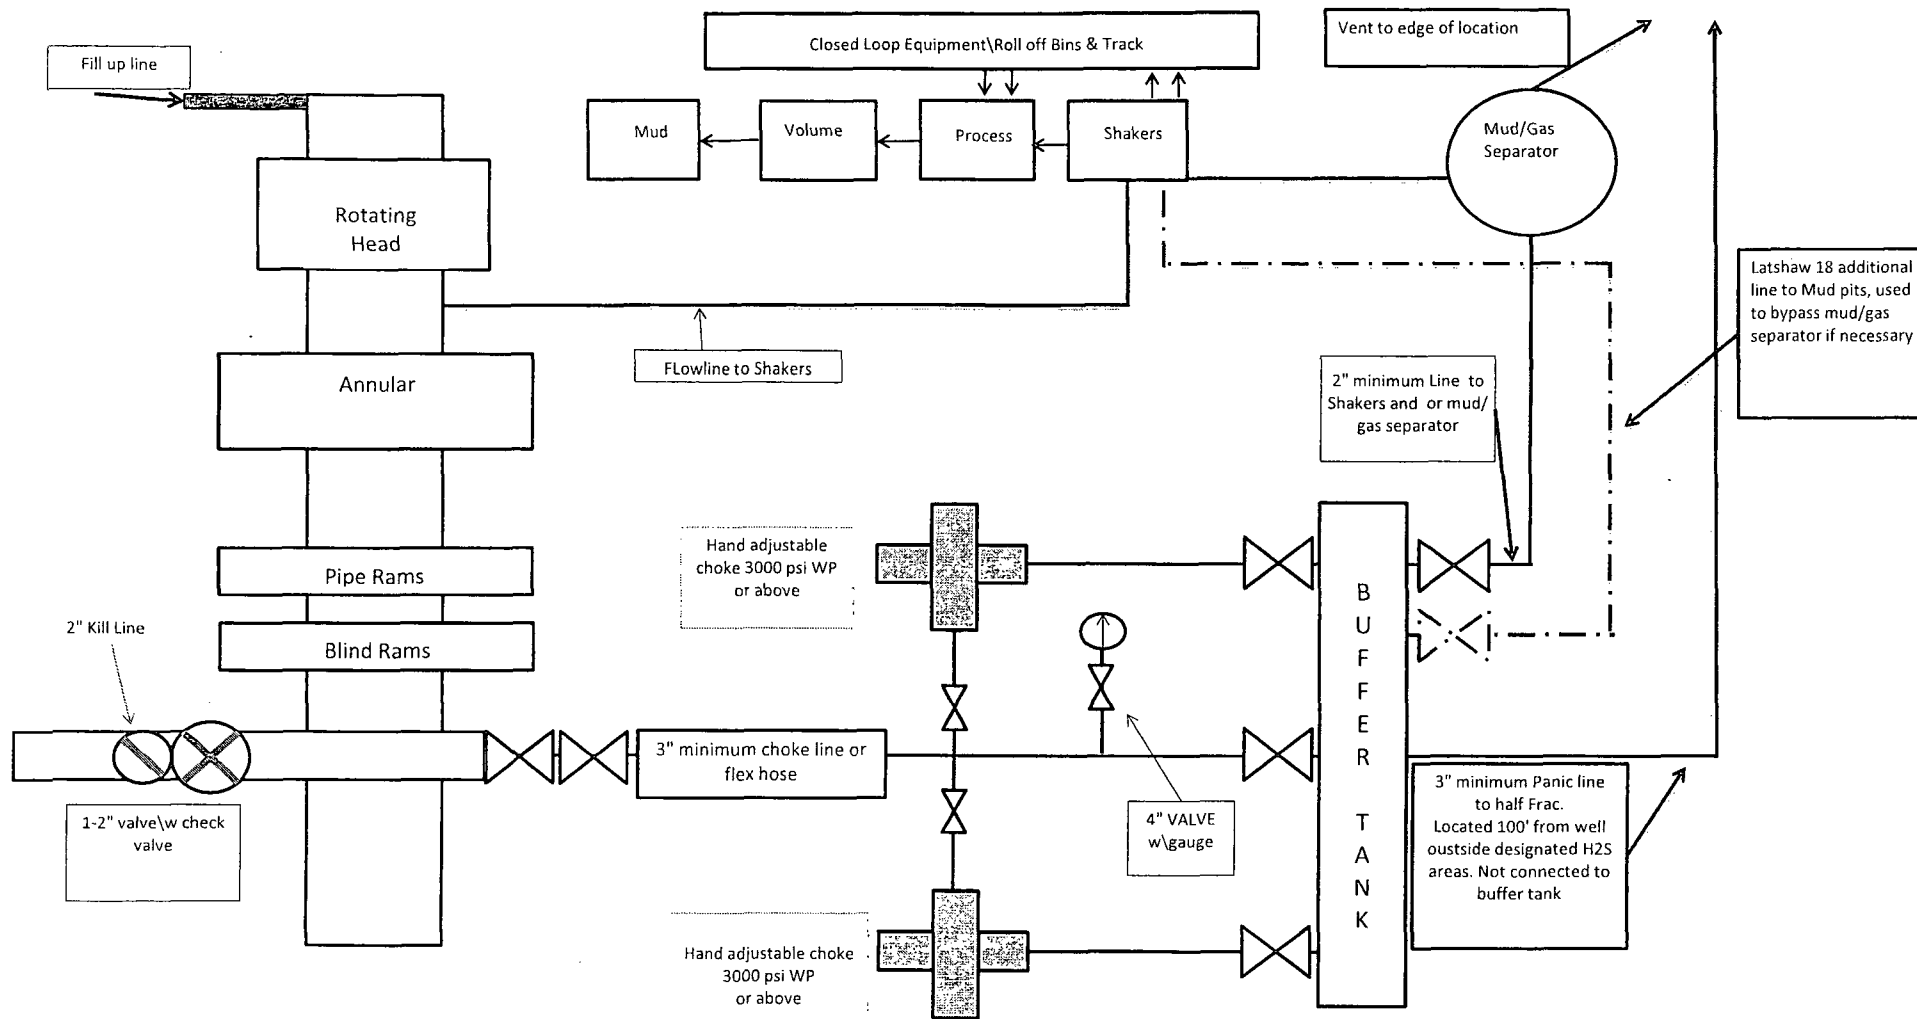 Fill up line
Closed Loop Equipment\Roll off Bins & Track
Vent to edge of location
Mud
Volume
Process
Shakers
Mud/Gas
Separator
Rotating
Head
Latshaw 18 additional
line to Mud pits, used
to bypass mud/gas
separator if necessary
FLowline to Shakers
Annular
2" minimum Line to
Shakers and or mud/
gas separator
Hand adjustable
choke 3000 psi WP
or above
Pipe Rams
Blind Rams
2" Kill Line
BUFFER TANK
3" minimum choke line or
flex hose
1-2" valve\w check
valve
4" VALVE
w\gauge
3" minimum Panic line
to half Frac.
Located 100' from well
oustside designated H2S
areas. Not connected to
buffer tank
Hand adjustable choke
3000 psi WP
or above